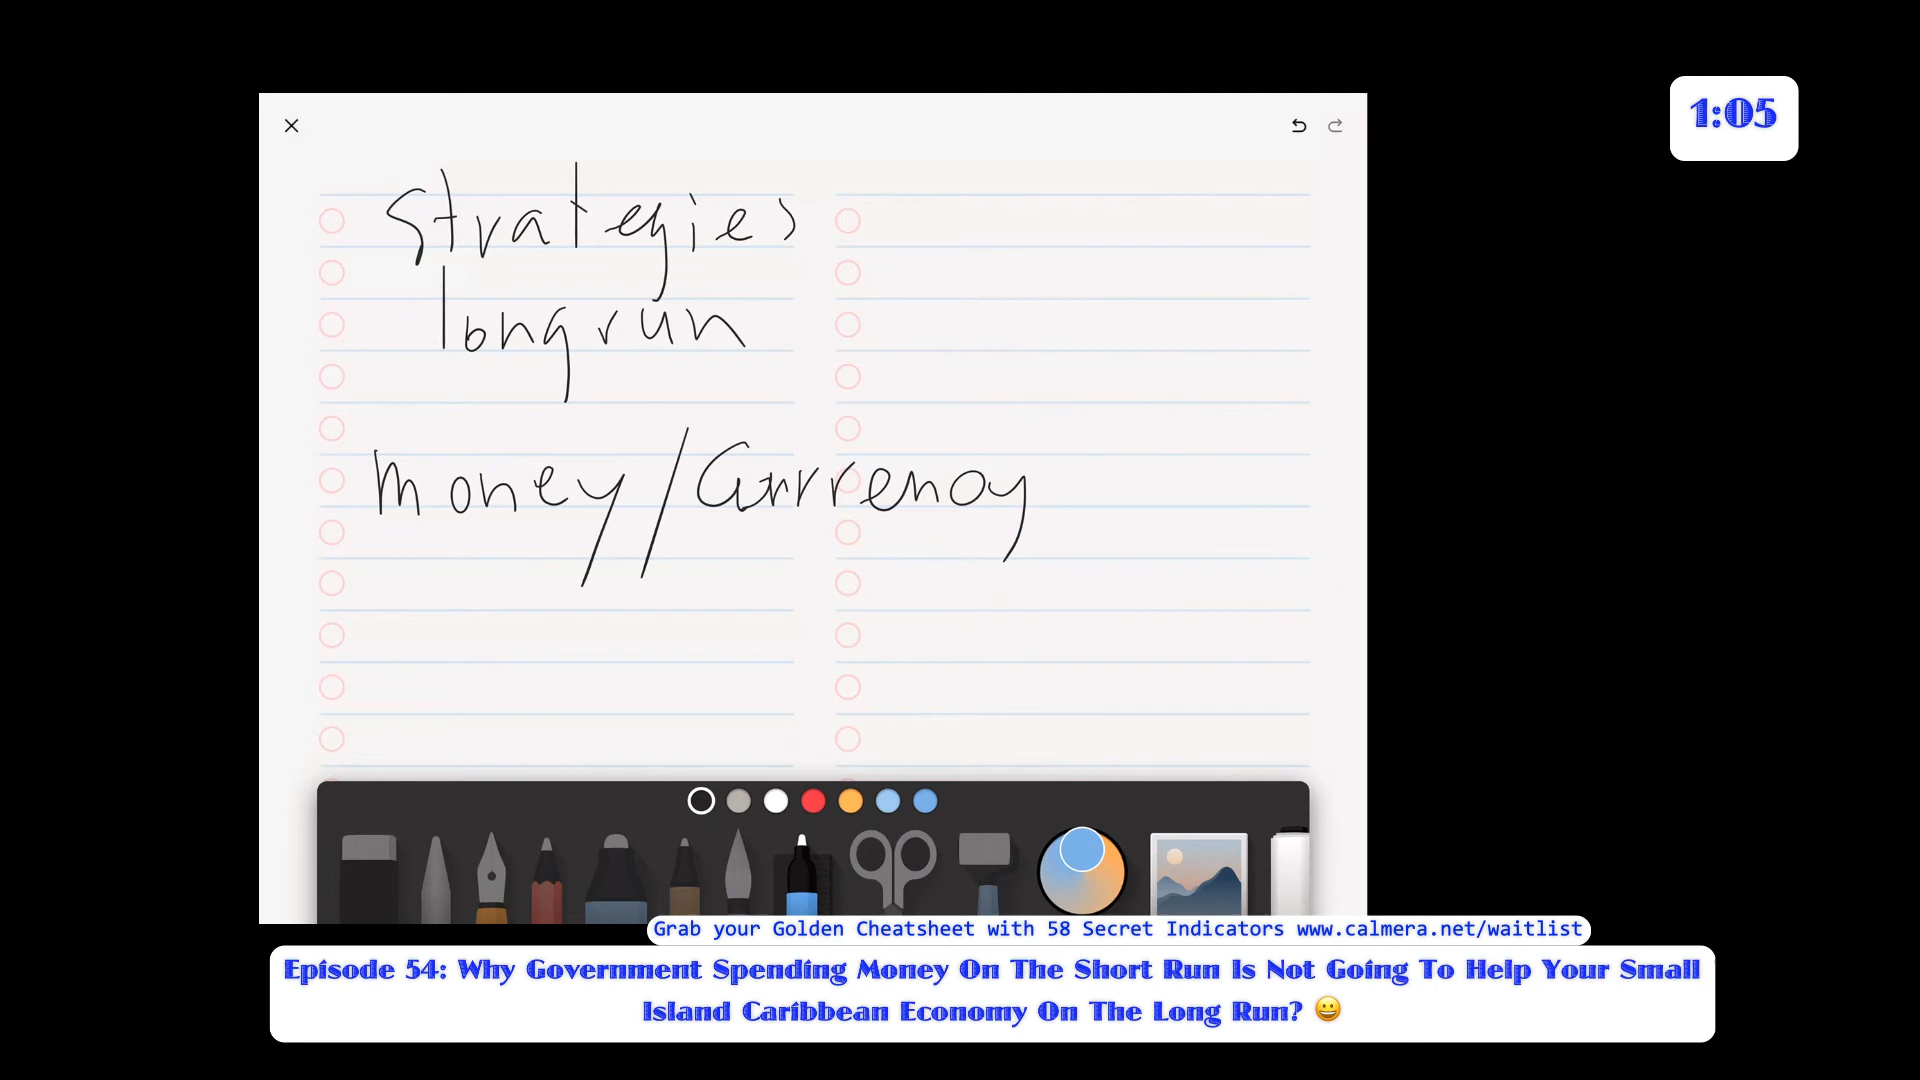 1:05
Strategies
long run
money/Currency
Grab your Golden Cheatsheet with 58 Secret Indicators www.calmera.net/waitlist
Episode 54: Why Government Spending Money On The Short Run Is Not Going To Help Your Small
Island Caribbean Economy On The Long Run? 😀